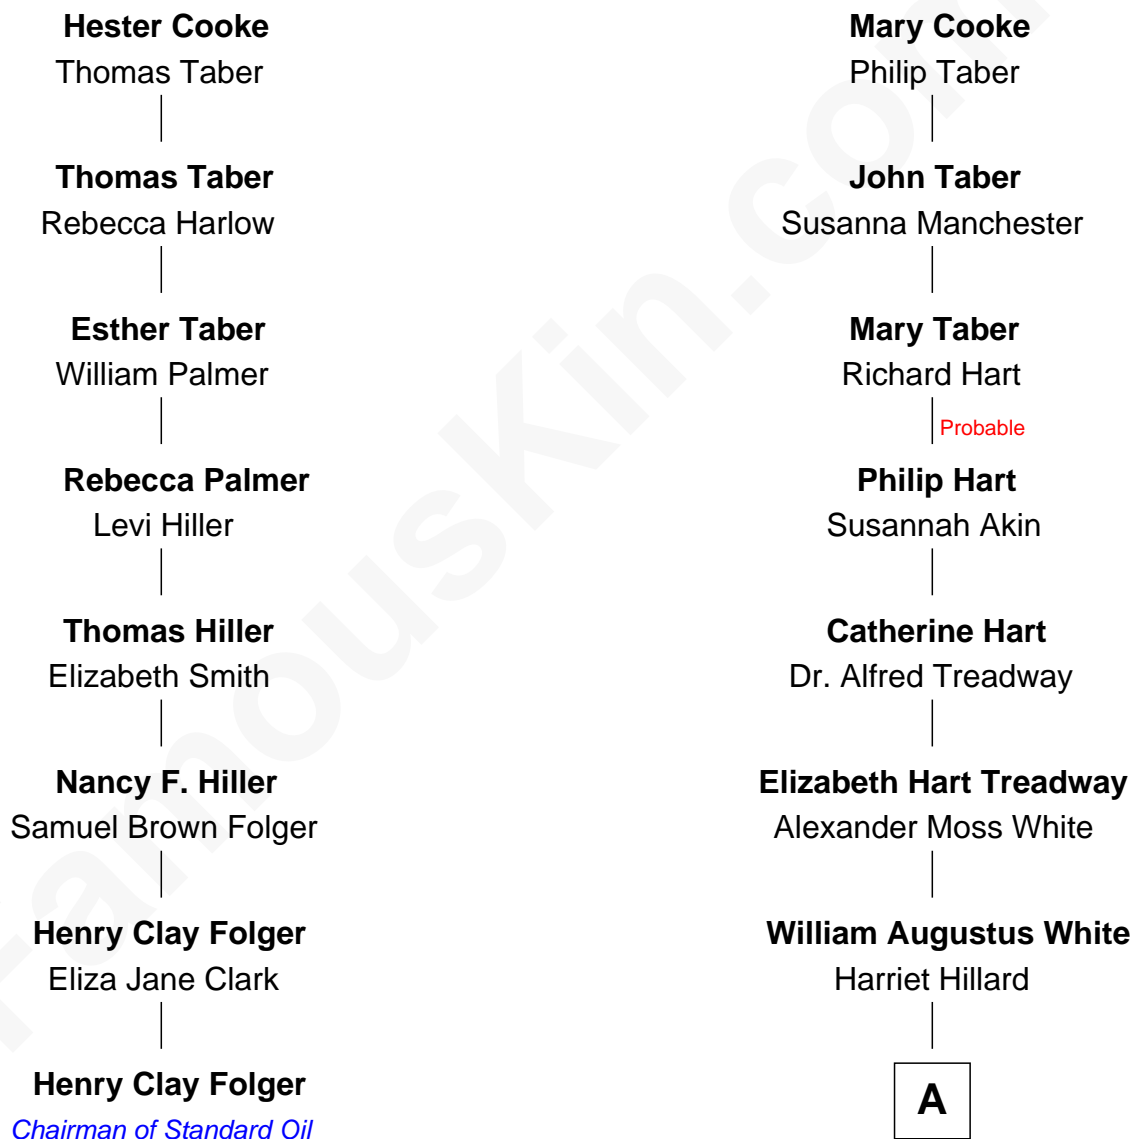 Hester Cooke
Thomas Taber
Thomas Taber
Rebecca Harlow
Esther Taber
William Palmer
Rebecca Palmer
Levi Hiller
Thomas Hiller
Elizabeth Smith
Nancy F. Hiller
Samuel Brown Folger
Henry Clay Folger
Eliza Jane Clark
Henry Clay Folger
Chairman of Standard Oil
Mary Cooke
Philip Taber
John Taber
Susanna Manchester
Mary Taber
Richard Hart
Probable
Philip Hart
Susannah Akin
Catherine Hart
Dr. Alfred Treadway
Elizabeth Hart Treadway
Alexander Moss White
William Augustus White
Harriet Hillard
A
FamousKin.com